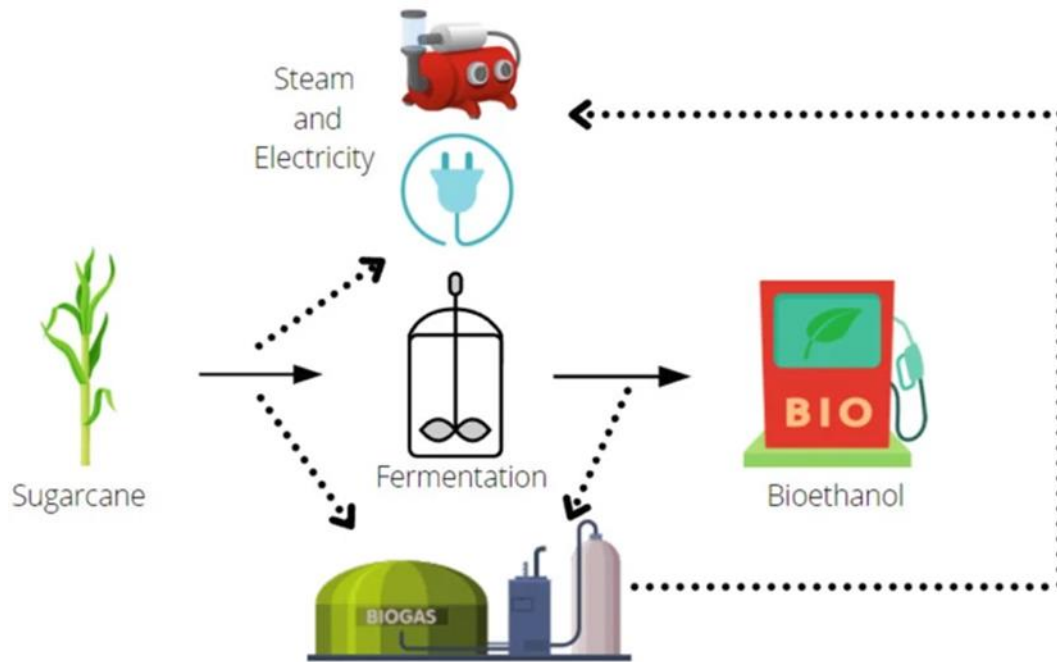 Steam
and
Electricity
Sugarcane
Fermentation
BIO
Bioethanol
BIOGAS